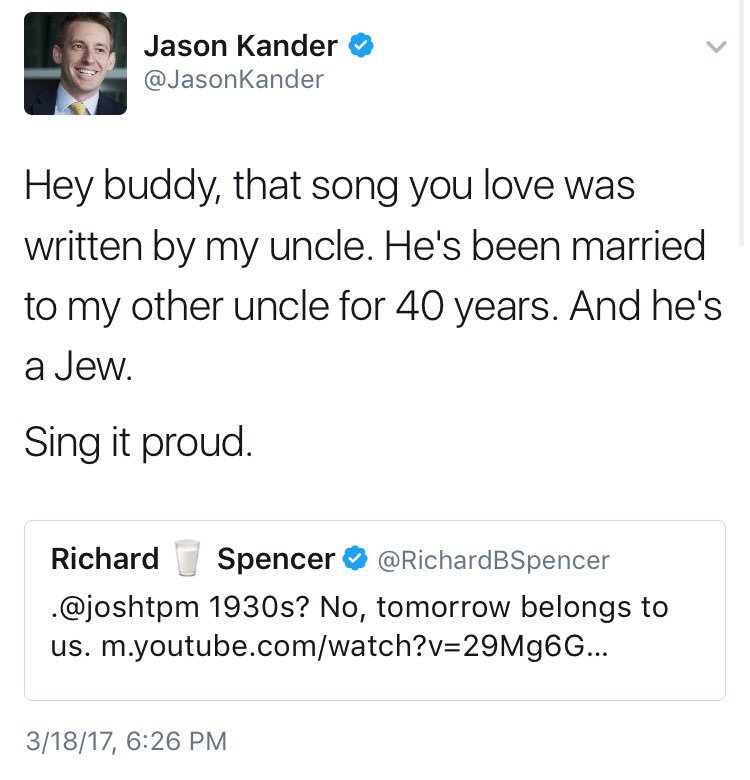 Jason Kander
@JasonKander
Hey buddy, that song you love was
written by my uncle. He's been married
to my other uncle for 40 years. And he's
a Jew.
Sing it proud.
Richard 🥛 Spencer @RichardBSpencer
.@joshtpm 1930s? No, tomorrow belongs to
us. m.youtube.com/watch?v=29Mg6G...
3/18/17, 6:26 PM